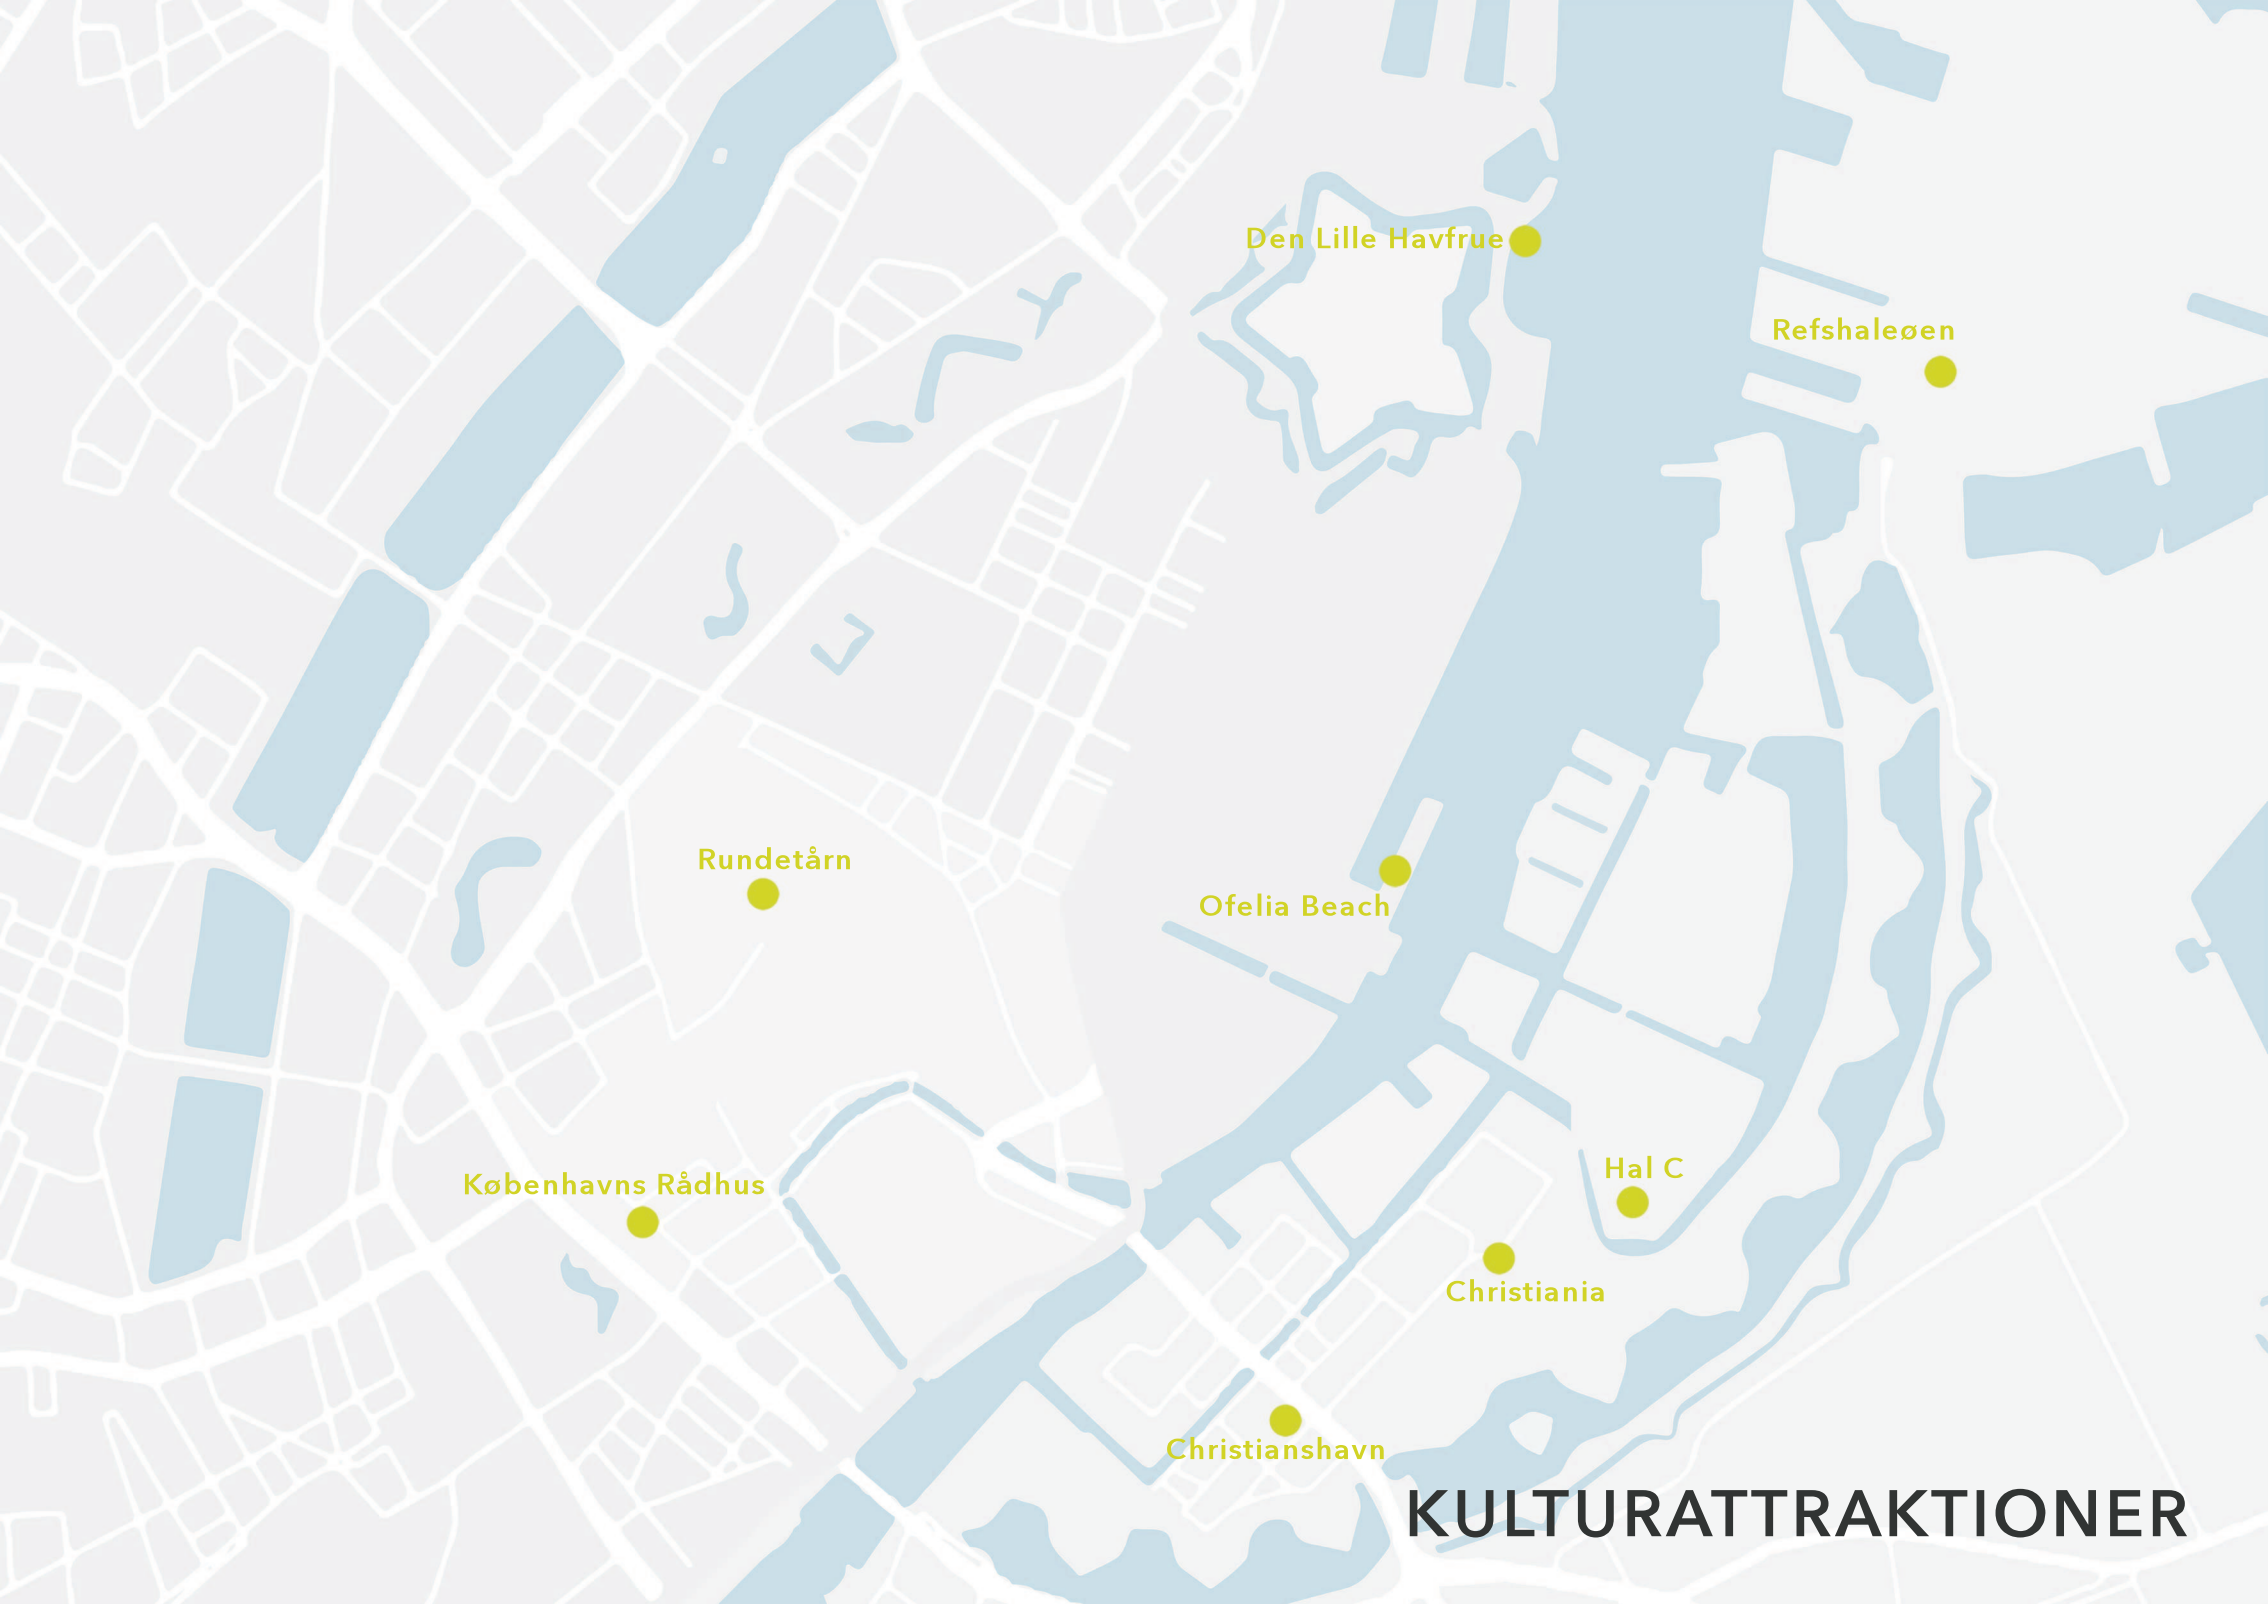 Den Lille Havfrue
Refshaleøen
Rundetårn
Ofelia Beach
Københavns Rådhus
Hal C
Christiania
Christianshavn
KULTURATTRAKTIONER